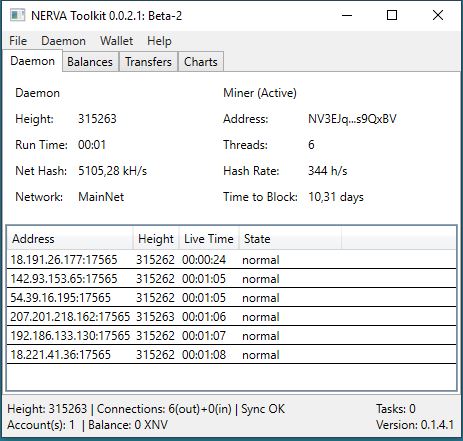 NERVA Toolkit 0.0.2.1: Beta-2
File Daemon Wallet Help
Daemon Balances Transfers Charts
Daemon Miner (Active)
Height: 315263 Address: NV3EJq...s9QxBV
Run Time: 00:01 Threads: 6
Net Hash: 5105,28 kH/s Hash Rate: 344 h/s
Network: MainNet Time to Block: 10,31 days
Address Height Live Time State
18.191.26.177:17565 315262 00:00:24 normal
142.93.153.65:17565 315262 00:01:05 normal
54.39.16.195:17565 315262 00:01:05 normal
207.201.218.162:17565 315263 00:01:06 normal
192.186.133.130:17565 315262 00:01:07 normal
18.221.41.36:17565 315262 00:01:08 normal
Height: 315263 | Connections: 6(out)+0(in) | Sync OK Tasks: 0
Account(s): 1 | Balance: 0 XNV Version: 0.1.4.1